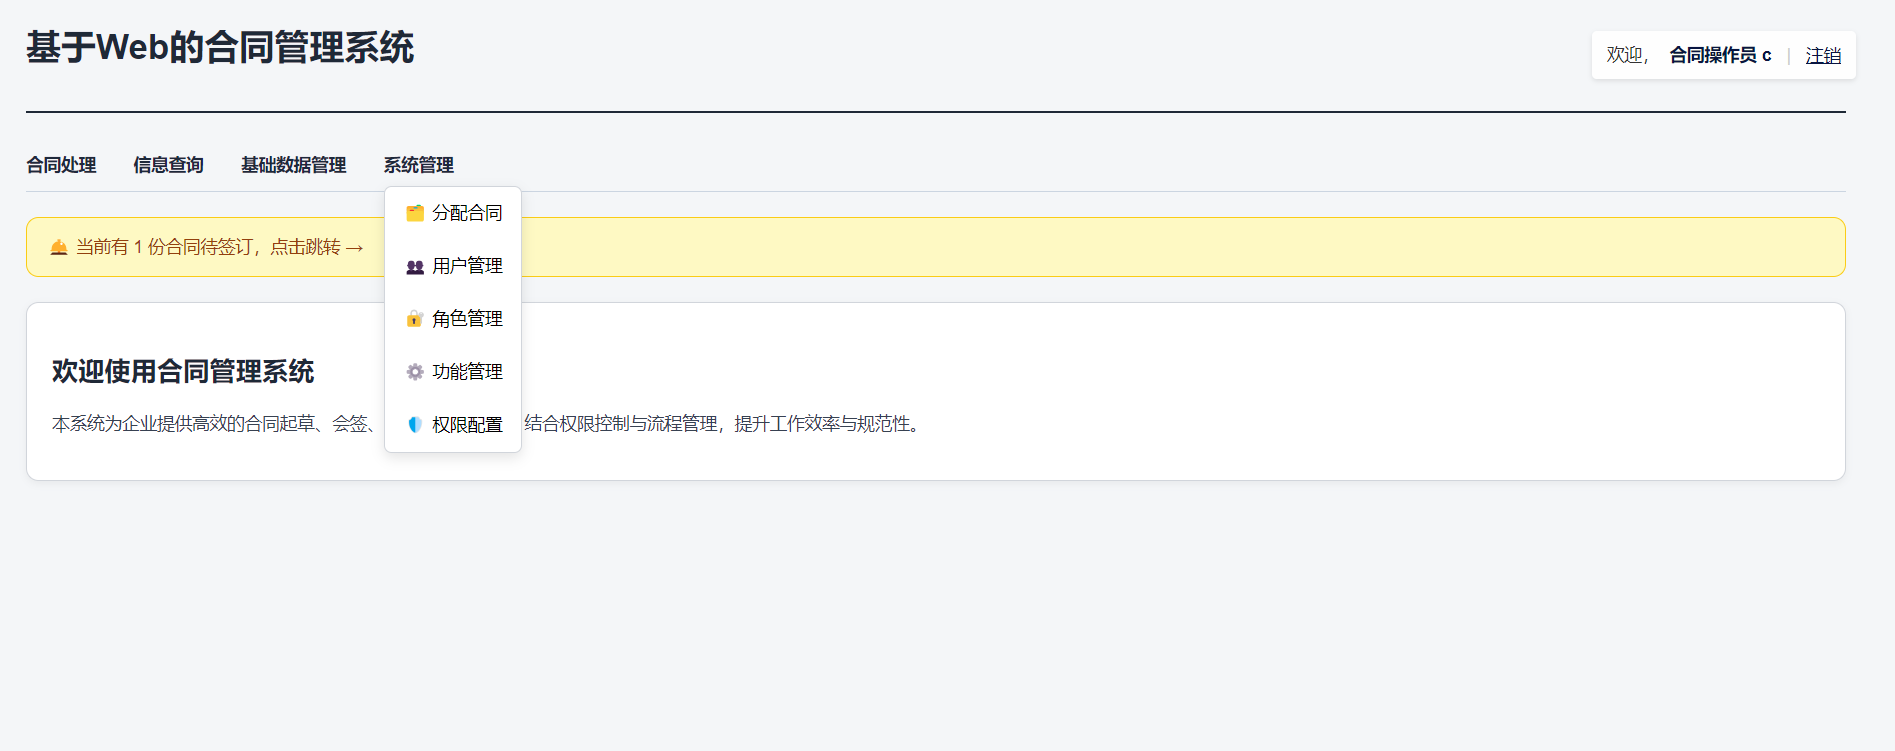 基于Web的合同管理系统
欢迎， 合同操作员 c | 注销
合同处理 信息查询 基础数据管理 系统管理
分配合同
当前有 1 份合同待签订，点击跳转 →
用户管理
角色管理
欢迎使用合同管理系统
功能管理
本系统为企业提供高效的合同起草、会签、
权限配置
结合权限控制与流程管理，提升工作效率与规范性。